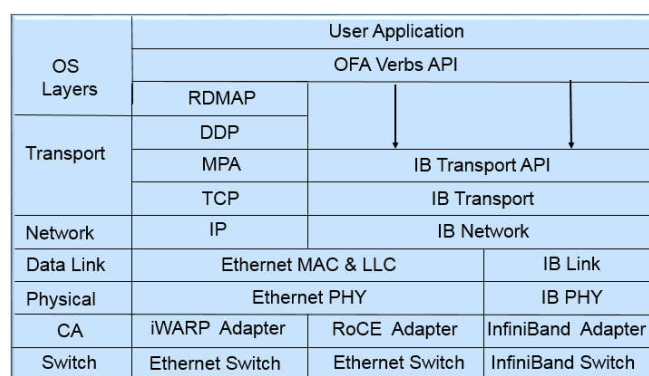 User Application
OS
Layers
OFA Verbs API
RDMAP
Transport
DDP
MPA
IB Transport API
TCP
IB Transport
Network
IP
IB Network
Data Link
Ethernet MAC & LLC
IB Link
Physical
Ethernet PHY
IB PHY
CA
iWARP Adapter
RoCE Adapter
InfiniBand Adapter
Switch
Ethernet Switch
Ethernet Switch
InfiniBand Switch